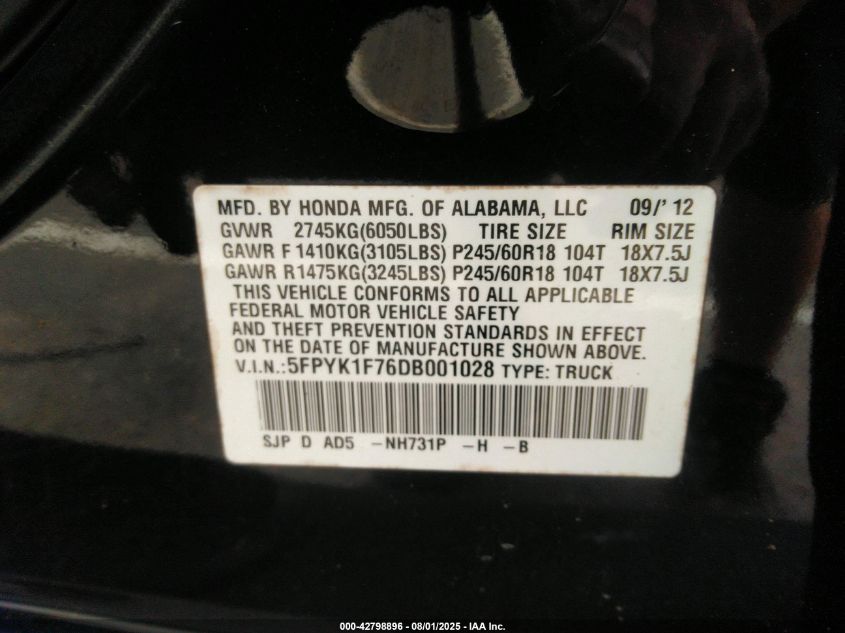 MFD. BY HONDA MFG. OF ALABAMA, LLC 09/'12
GVWR 2745KG(6050LBS) TIRE SIZE RIM SIZE
GAWR F 1410KG(3105LBS) P245/60R18 104T 18X7.5J
GAWR R1475KG(3245LBS) P245/60R18 104T 18X7.5J
THIS VEHICLE CONFORMS TO ALL APPLICABLE
FEDERAL MOTOR VEHICLE SAFETY
AND THEFT PREVENTION STANDARDS IN EFFECT
ON THE DATE OF MANUFACTURE SHOWN ABOVE.
V.I.N.:5FPYK1F76DB001028 TYPE: TRUCK
SJP D AD5 -NH731P -H -B
000-42798896 - 08/01/2025 - IAA Inc.